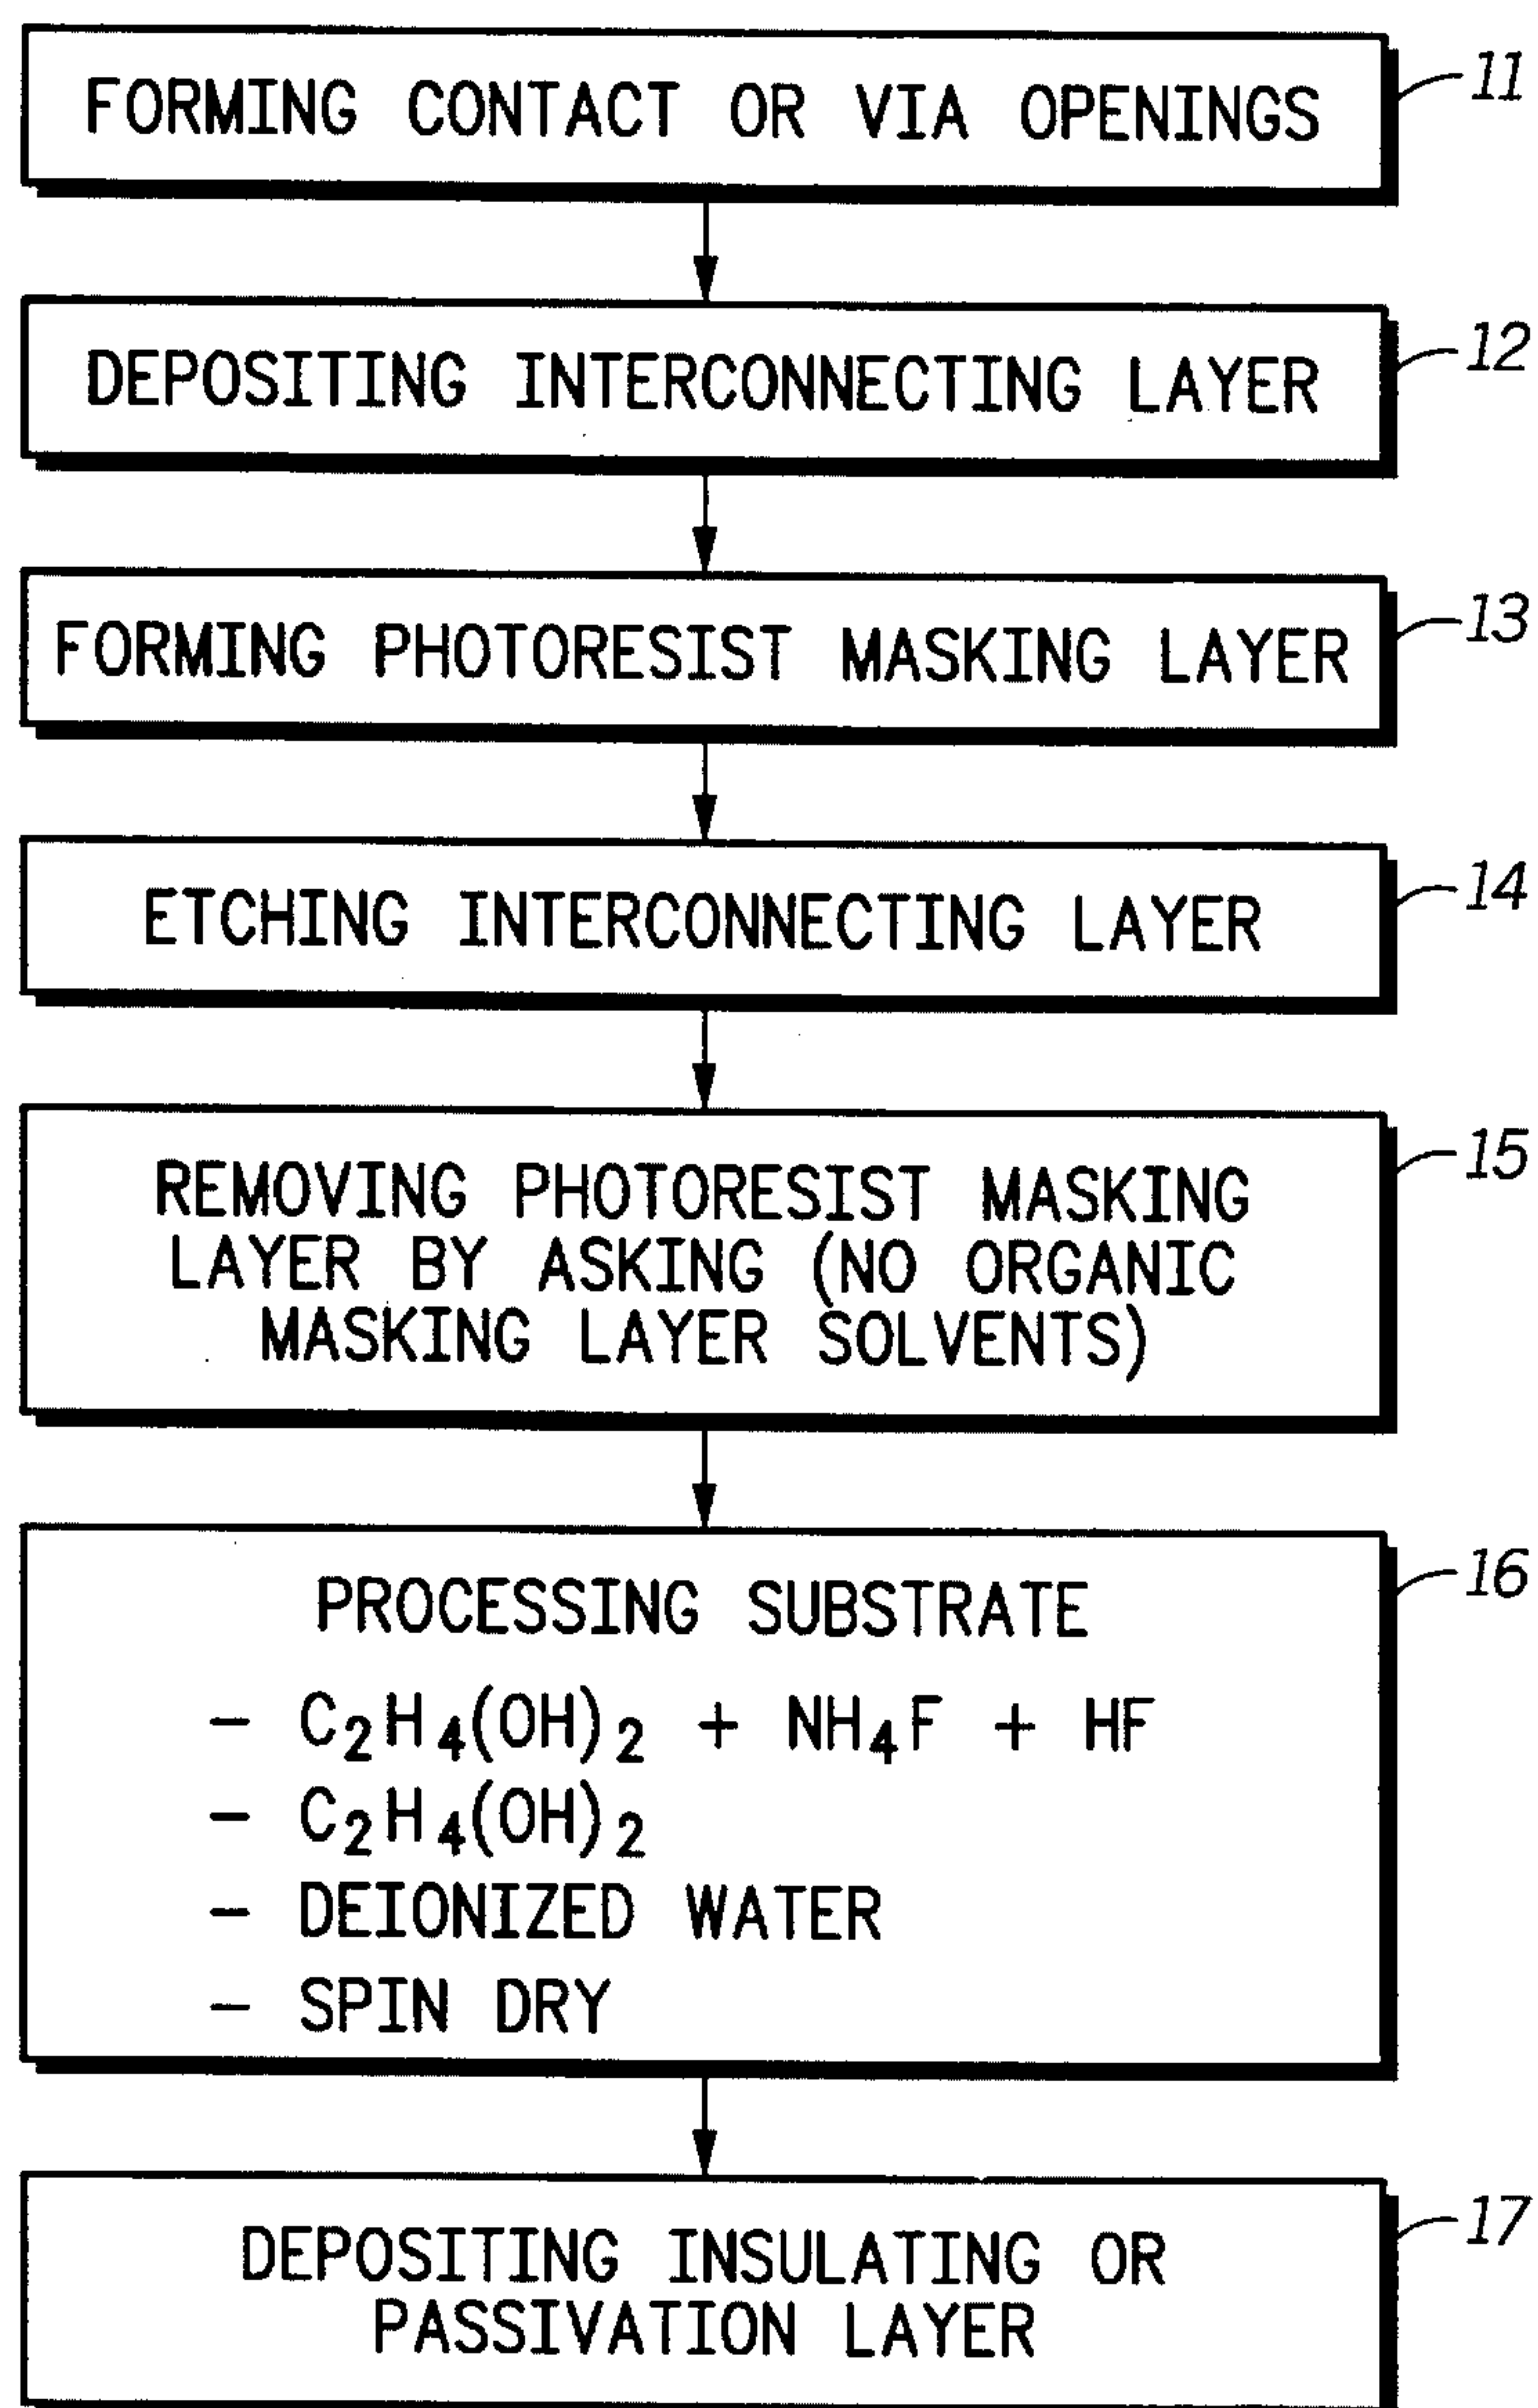 FORMING CONTACT OR VIA OPENINGS
11
DEPOSITING INTERCONNECTING LAYER
12
FORMING PHOTORESIST MASKING LAYER
13
ETCHING INTERCONNECTING LAYER
14
REMOVING PHOTORESIST MASKING
LAYER BY ASKING (NO ORGANIC
MASKING LAYER SOLVENTS)
15
PROCESSING SUBSTRATE
16
- C₂H₄(OH)₂ + NH₄F + HF
- C₂H₄(OH)₂
- DEIONIZED WATER
- SPIN DRY
DEPOSITING INSULATING OR
PASSIVATION LAYER
17